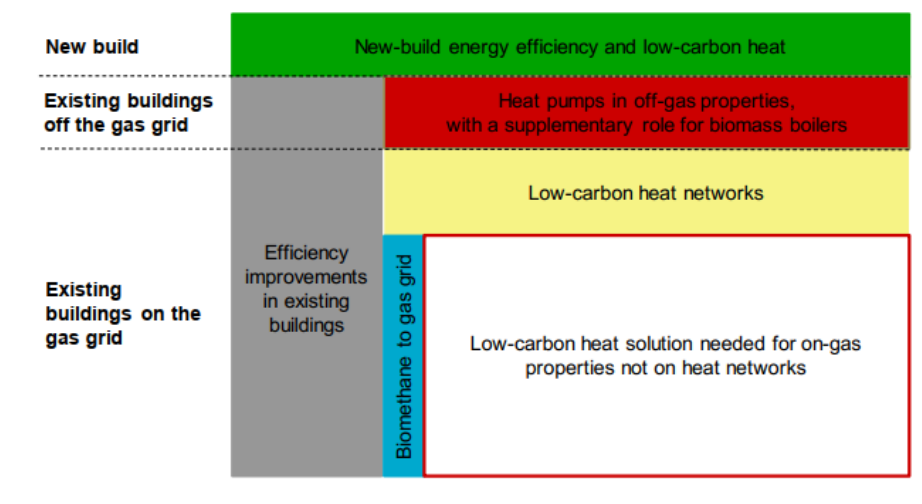 New build
New-build energy efficiency and low-carbon heat
Existing buildings
off the gas grid
Heat pumps in off-gas properties,
with a supplementary role for biomass boilers
Low-carbon heat networks
Existing
buildings on the
gas grid
Efficiency
improvements
in existing
buildings
Biomethane to gas grid
Low-carbon heat solution needed for on-gas
properties not on heat networks